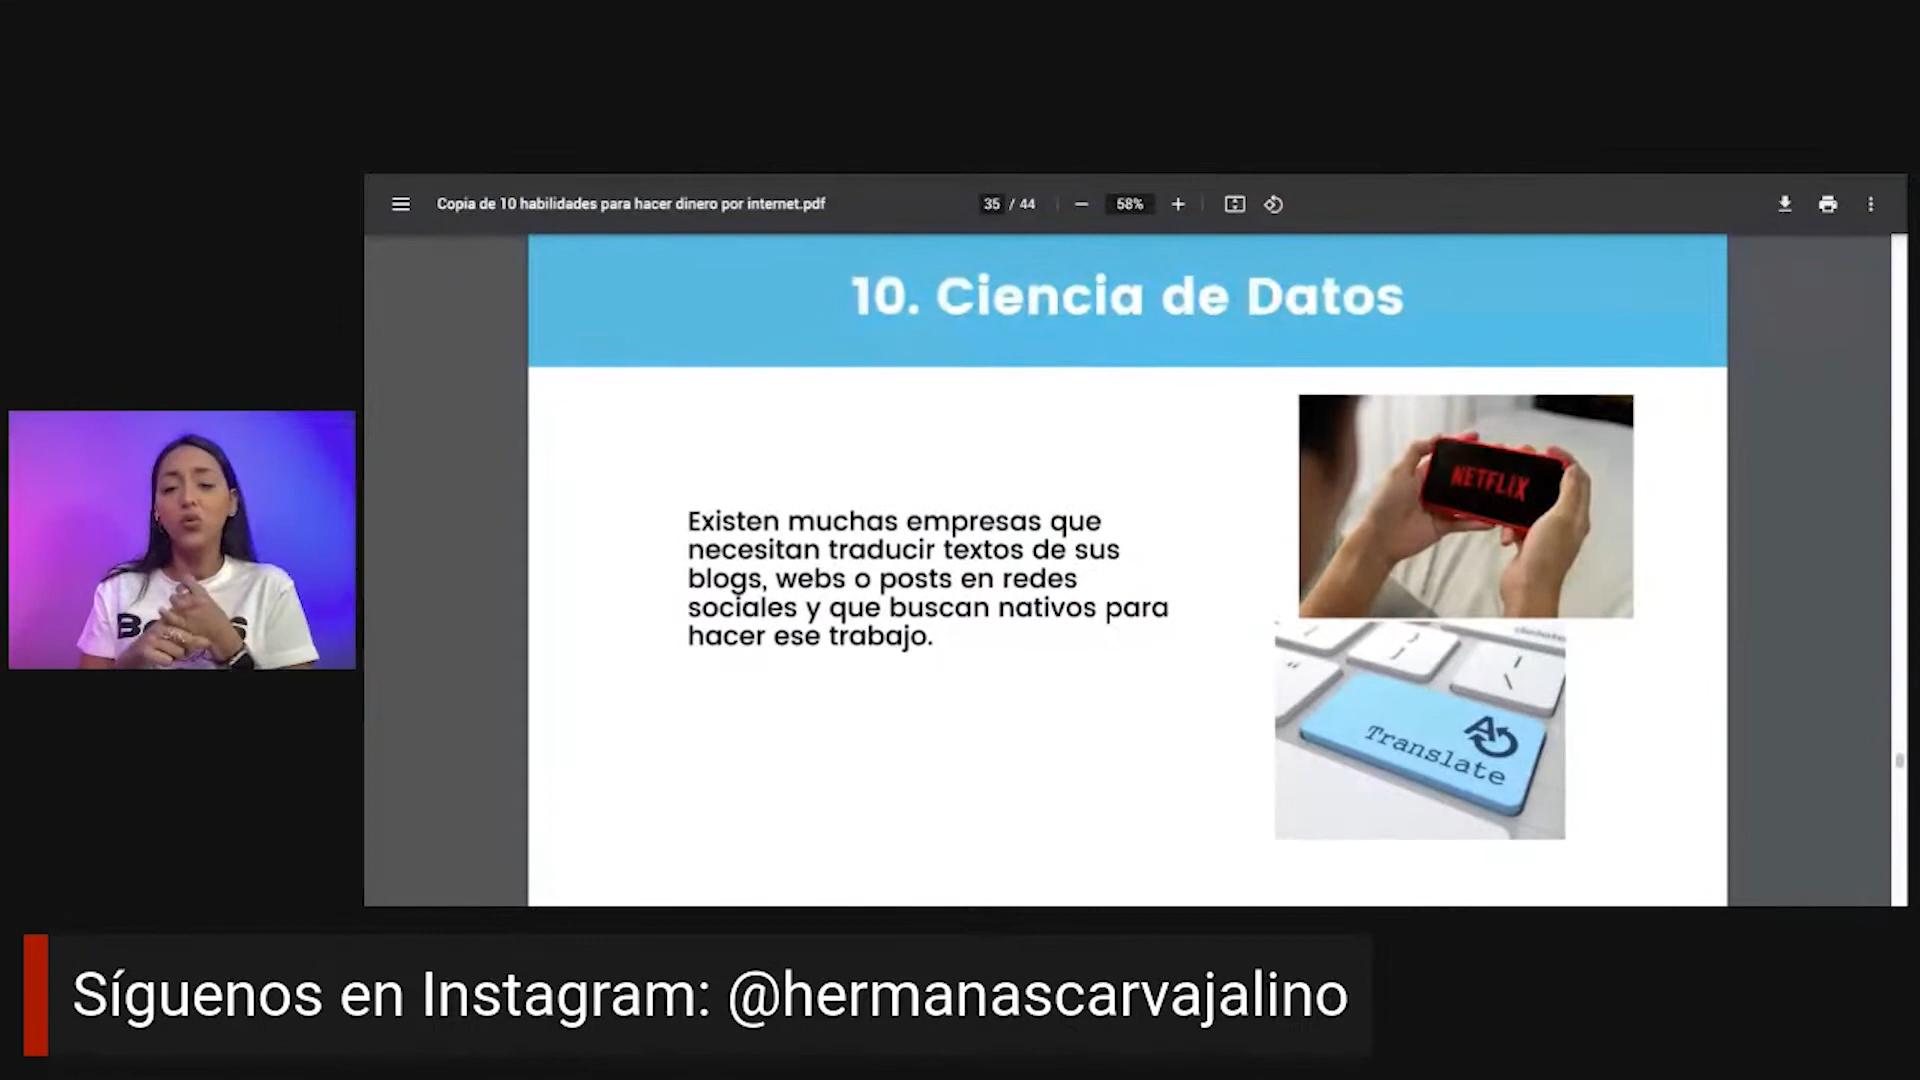 Copia de 10 habilidades para hacer dinero por internet.pdf
35 / 44
58%
10. Ciencia de Datos
Existen muchas empresas que
necesitan traducir textos de sus
blogs, webs o posts en redes
sociales y que buscan nativos para
hacer ese trabajo.
NETFLIX
Translate
Síguenos en Instagram: @hermanascarvajalino